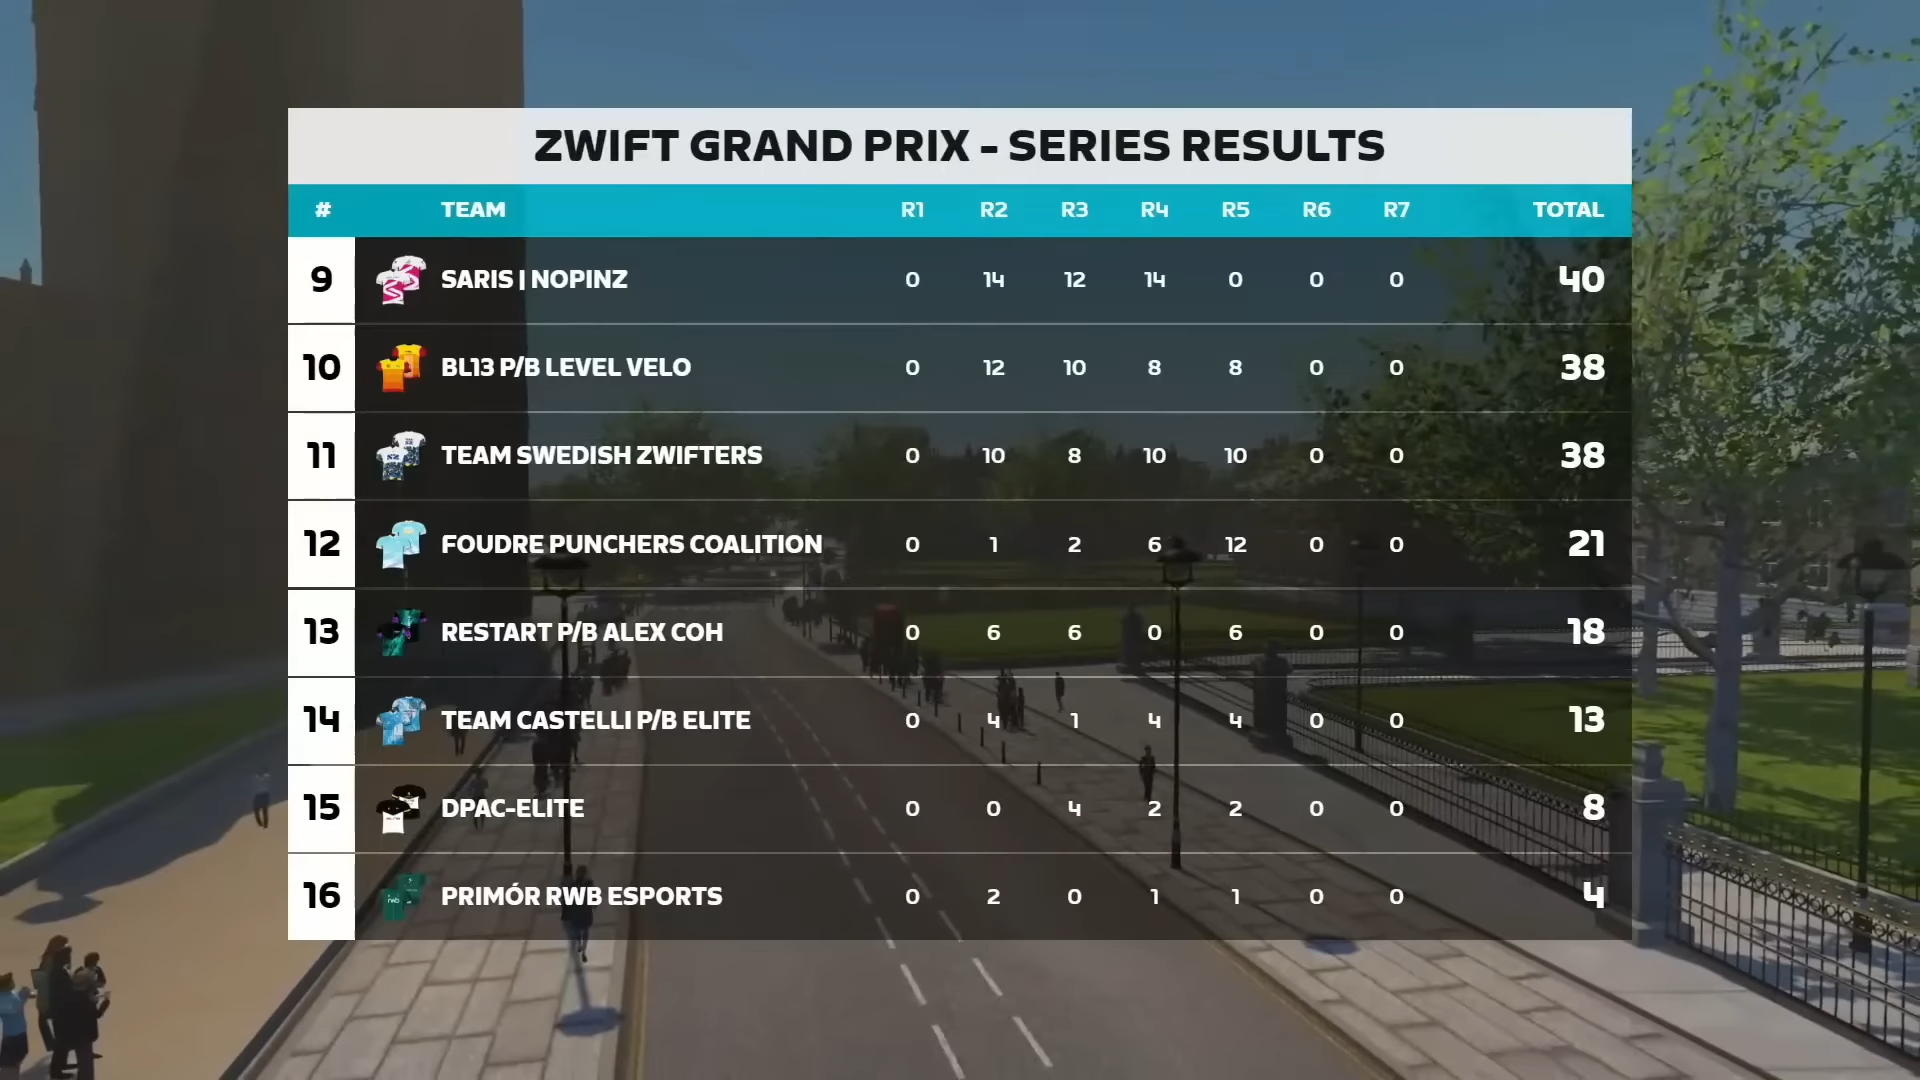 ZWIFT GRAND PRIX - SERIES RESULTS
# TEAM R1 R2 R3 R4 R5 R6 R7 TOTAL
9 SARIS | NOPINZ 0 14 12 14 0 0 0 40
10 BL13 P/B LEVEL VELO 0 12 10 8 8 0 0 38
11 TEAM SWEDISH ZWIFTERS 0 10 8 10 10 0 0 38
12 FOUDRE PUNCHERS COALITION 0 1 2 6 12 0 0 21
13 RESTART P/B ALEX COH 0 6 6 0 6 0 0 18
14 TEAM CASTELLI P/B ELITE 0 4 1 4 4 0 0 13
15 DPAC-ELITE 0 0 4 2 2 0 0 8
16 PRIMÓR RWB ESPORTS 0 2 0 1 1 0 0 4